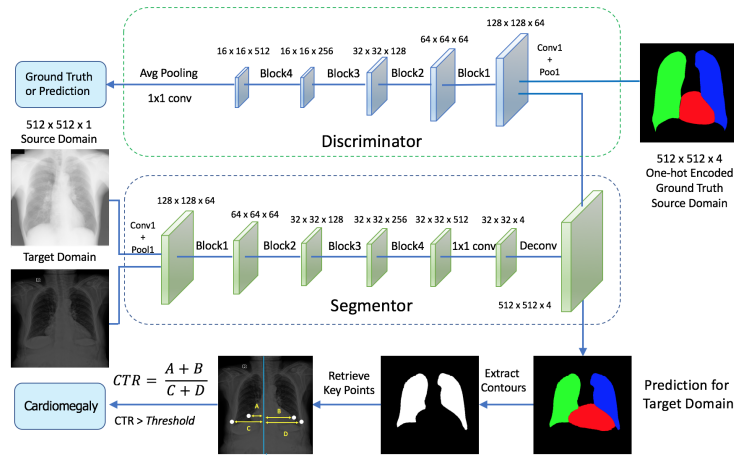 128 x 128 x 64
64 x 64 x 64
16 x 16 x 512
16 x 16 x 256
32 x 32 x 128
Conv1
+
Poo1
Ground Truth
or Prediction
Avg Pooling
1x1 conv
Block4
Block3
Block2
Block1
Discriminator
512 x 512 x 1
Source Domain
512 x 512 x 4
One-hot Encoded
Ground Truth
Source Domain
128 x 128 x 64
64 x 64 x 64
32 x 32 x 128
32 x 32 x 256
32 x 32 x 512
32 x 32 x 4
Conv1
+
Pool1
Block1
Block2
Block3
Block4
1x1 conv
Deconv
Target Domain
512 x 512 x 4
Segmentor
Cardiomegaly
CTR = A + B / C + D
CTR > Threshold
A
B
C
D
Retrieve
Key Points
Extract
Contours
Prediction for
Target Domain